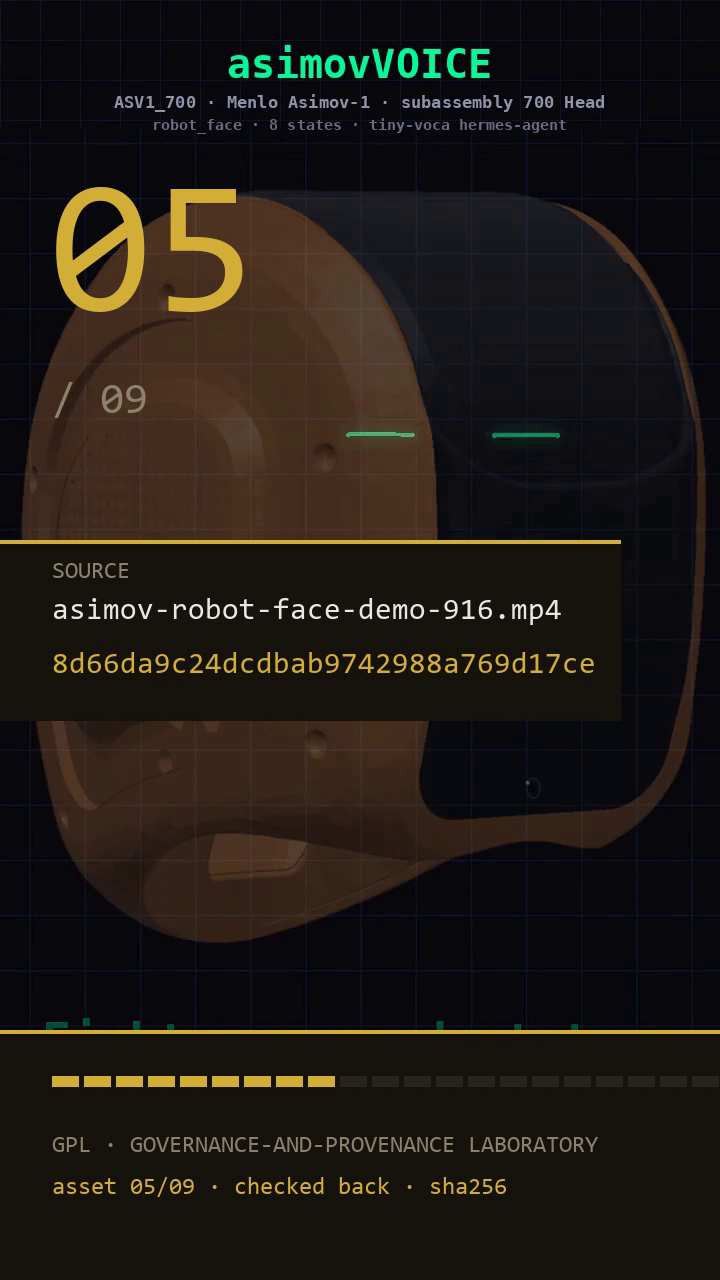 asimovVOICE
ASV1_700 · Menlo Asimov-1 · subassembly 700 Head
robot_face · 8 states · tiny-voca hermes-agent
05
/ 09
SOURCE
asimov-robot-face-demo-916.mp4
8d66da9c24dcdbab9742988a769d17ce
GPL · GOVERNANCE-AND-PROVENANCE LABORATORY
asset 05/09 · checked back · sha256